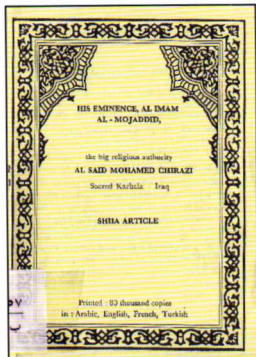 HIS EMINENCE, AL IMAM
AL - MOJADDID,
the big religious authority
AL SAID MOHAMED CHIRAZI
Sacred Karbala Iraq
SHIIA ARTICLE
Printed : 80 thousand copies
in : Arabic, English, French, Turkish